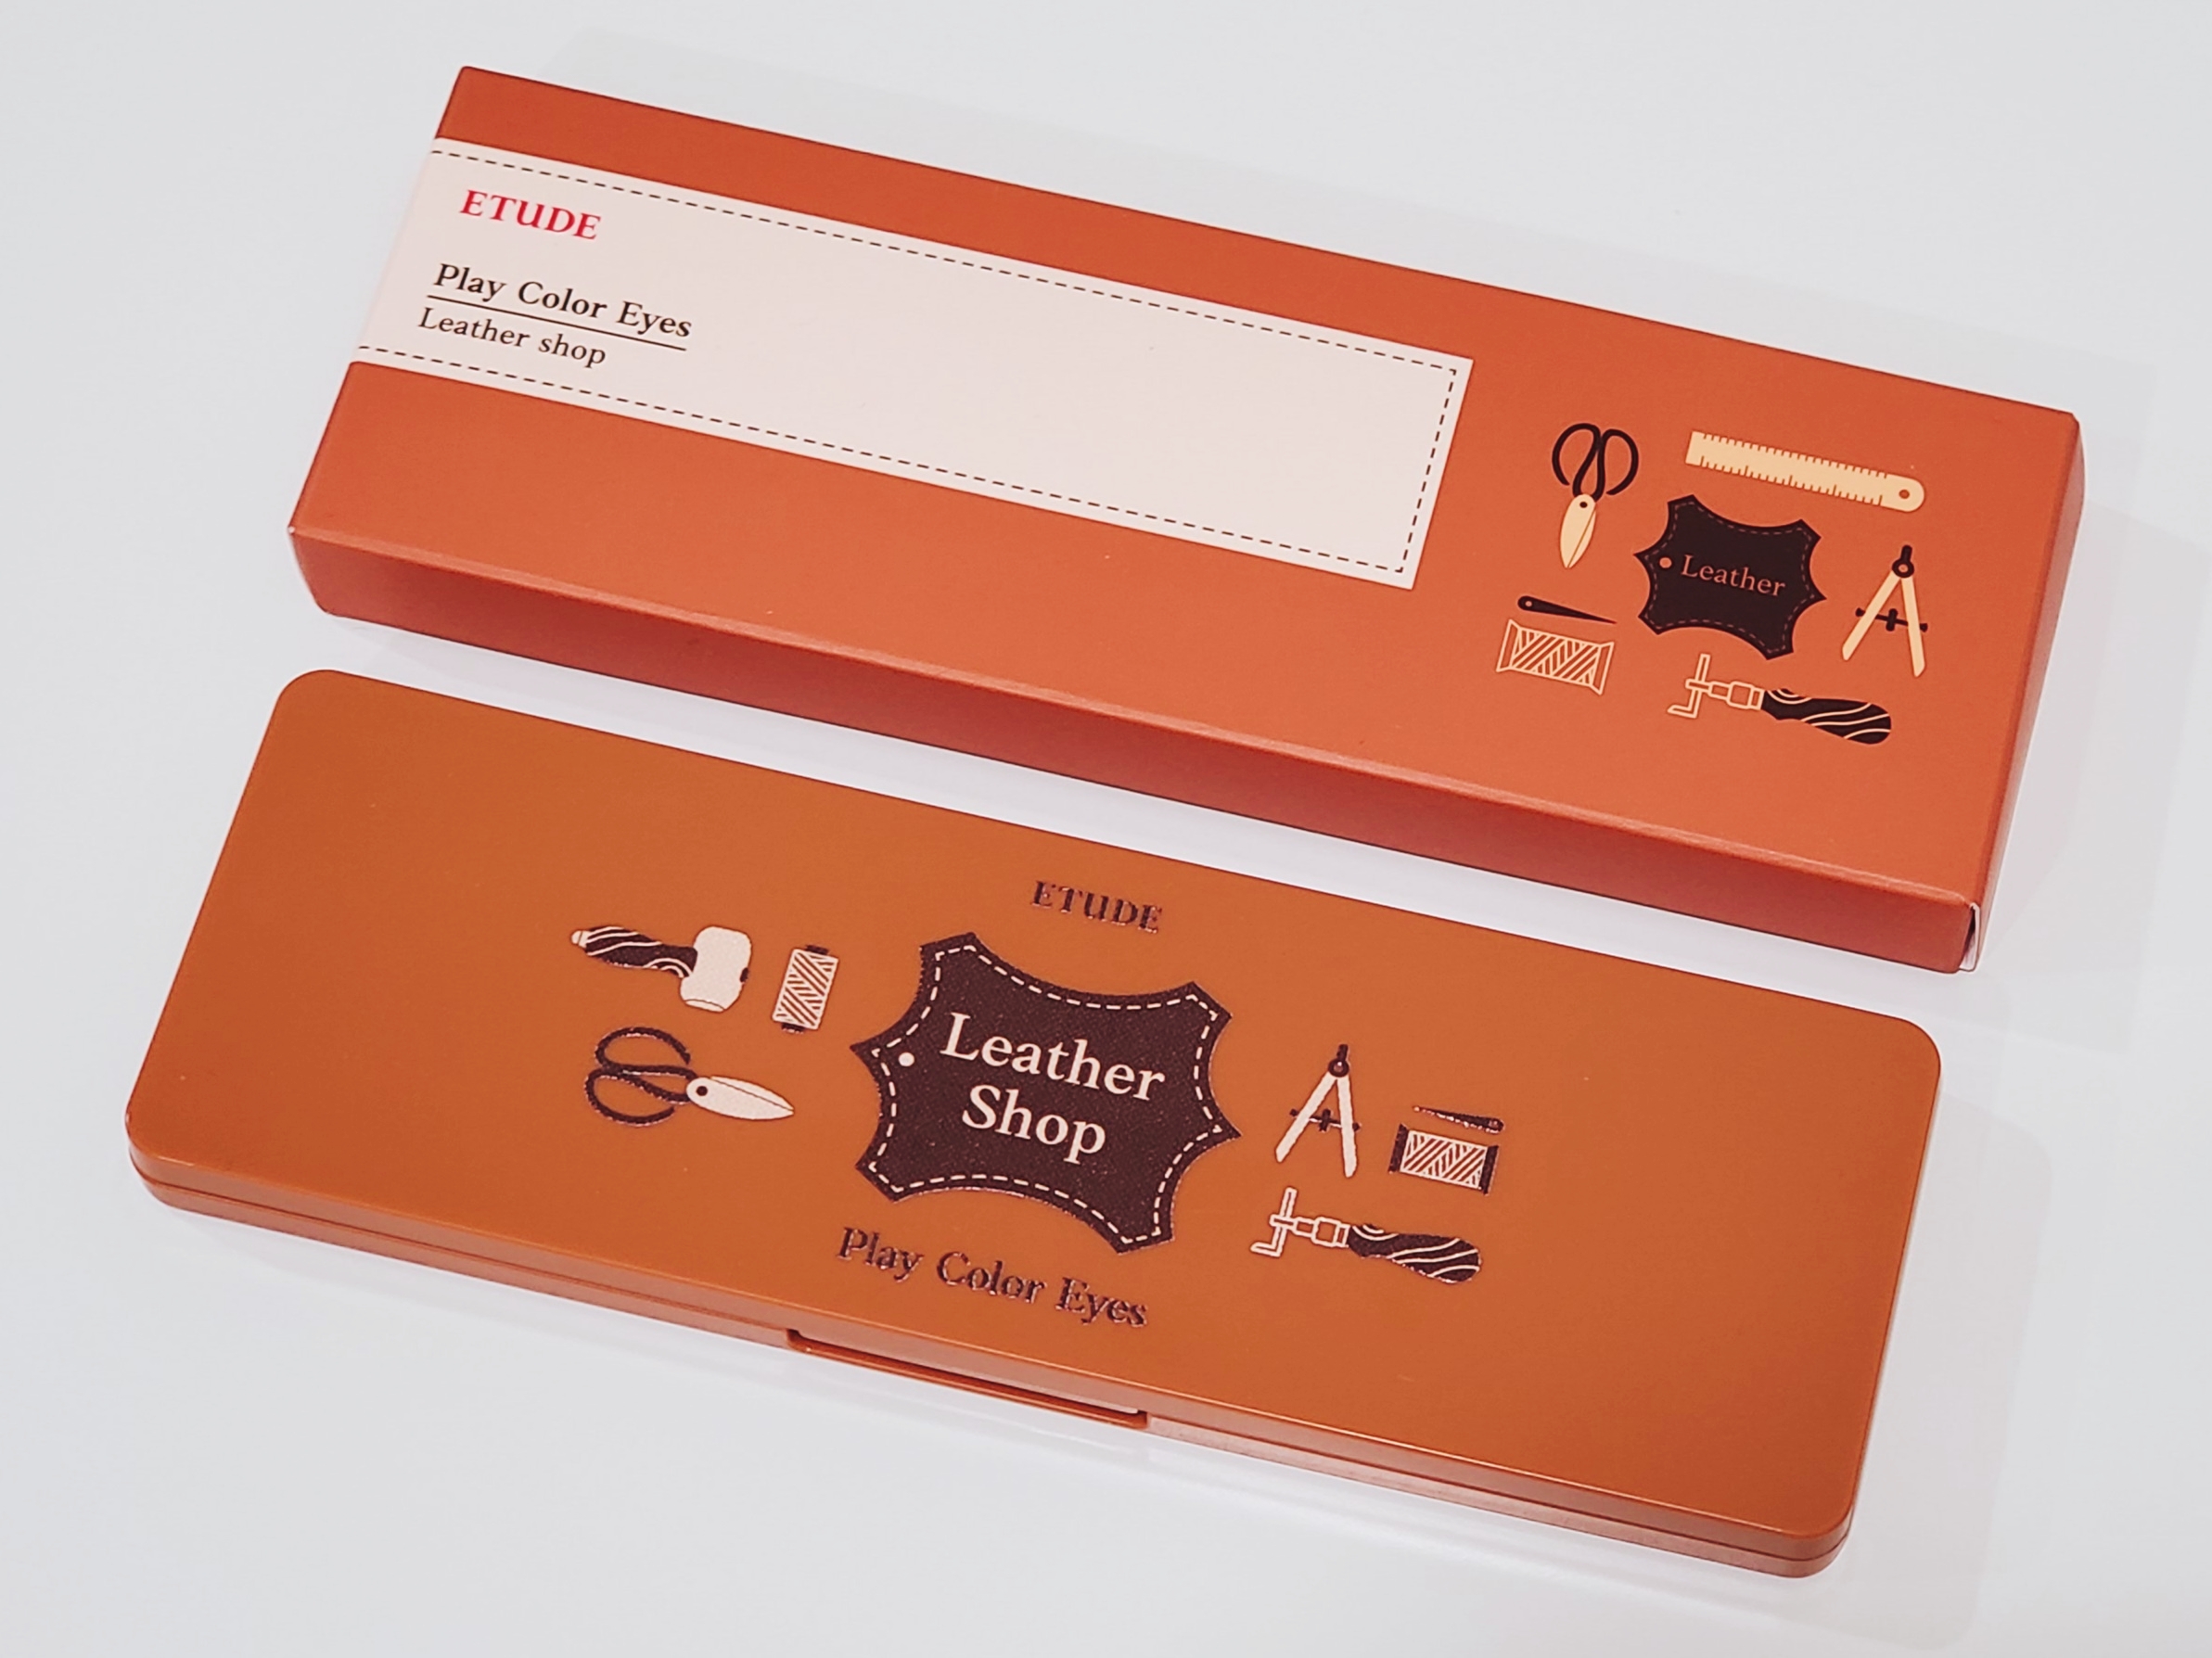 ETUDE
Play Color Eyes
Leather shop
Leather
ETUDE
Leather
Shop
Play Color Eyes